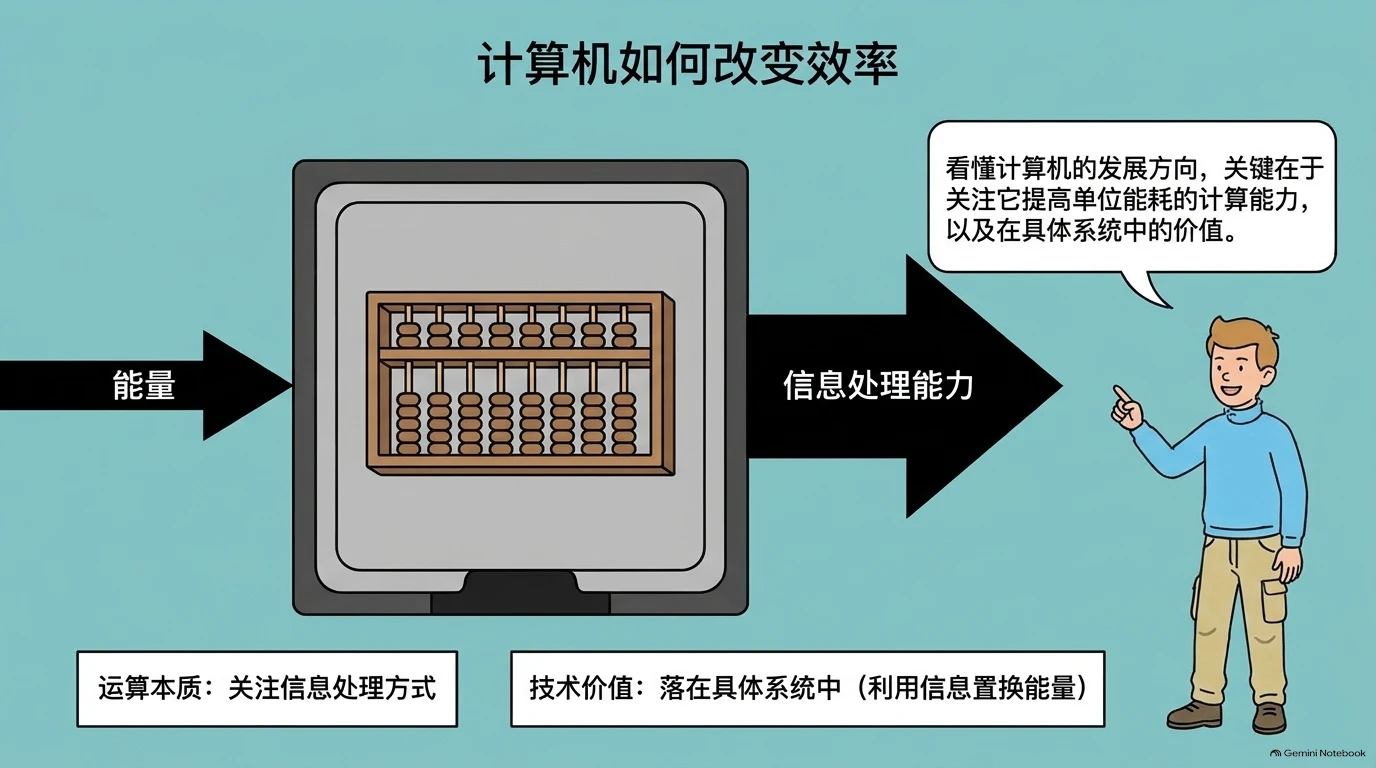 计算机如何改变效率
看懂计算机的发展方向，关键在于
关注它提高单位能耗的计算能力，
以及在具体系统中的价值。
能量
信息处理能力
运算本质：关注信息处理方式
技术价值：落在具体系统中（利用信息置换能量）
Gemini Notebook